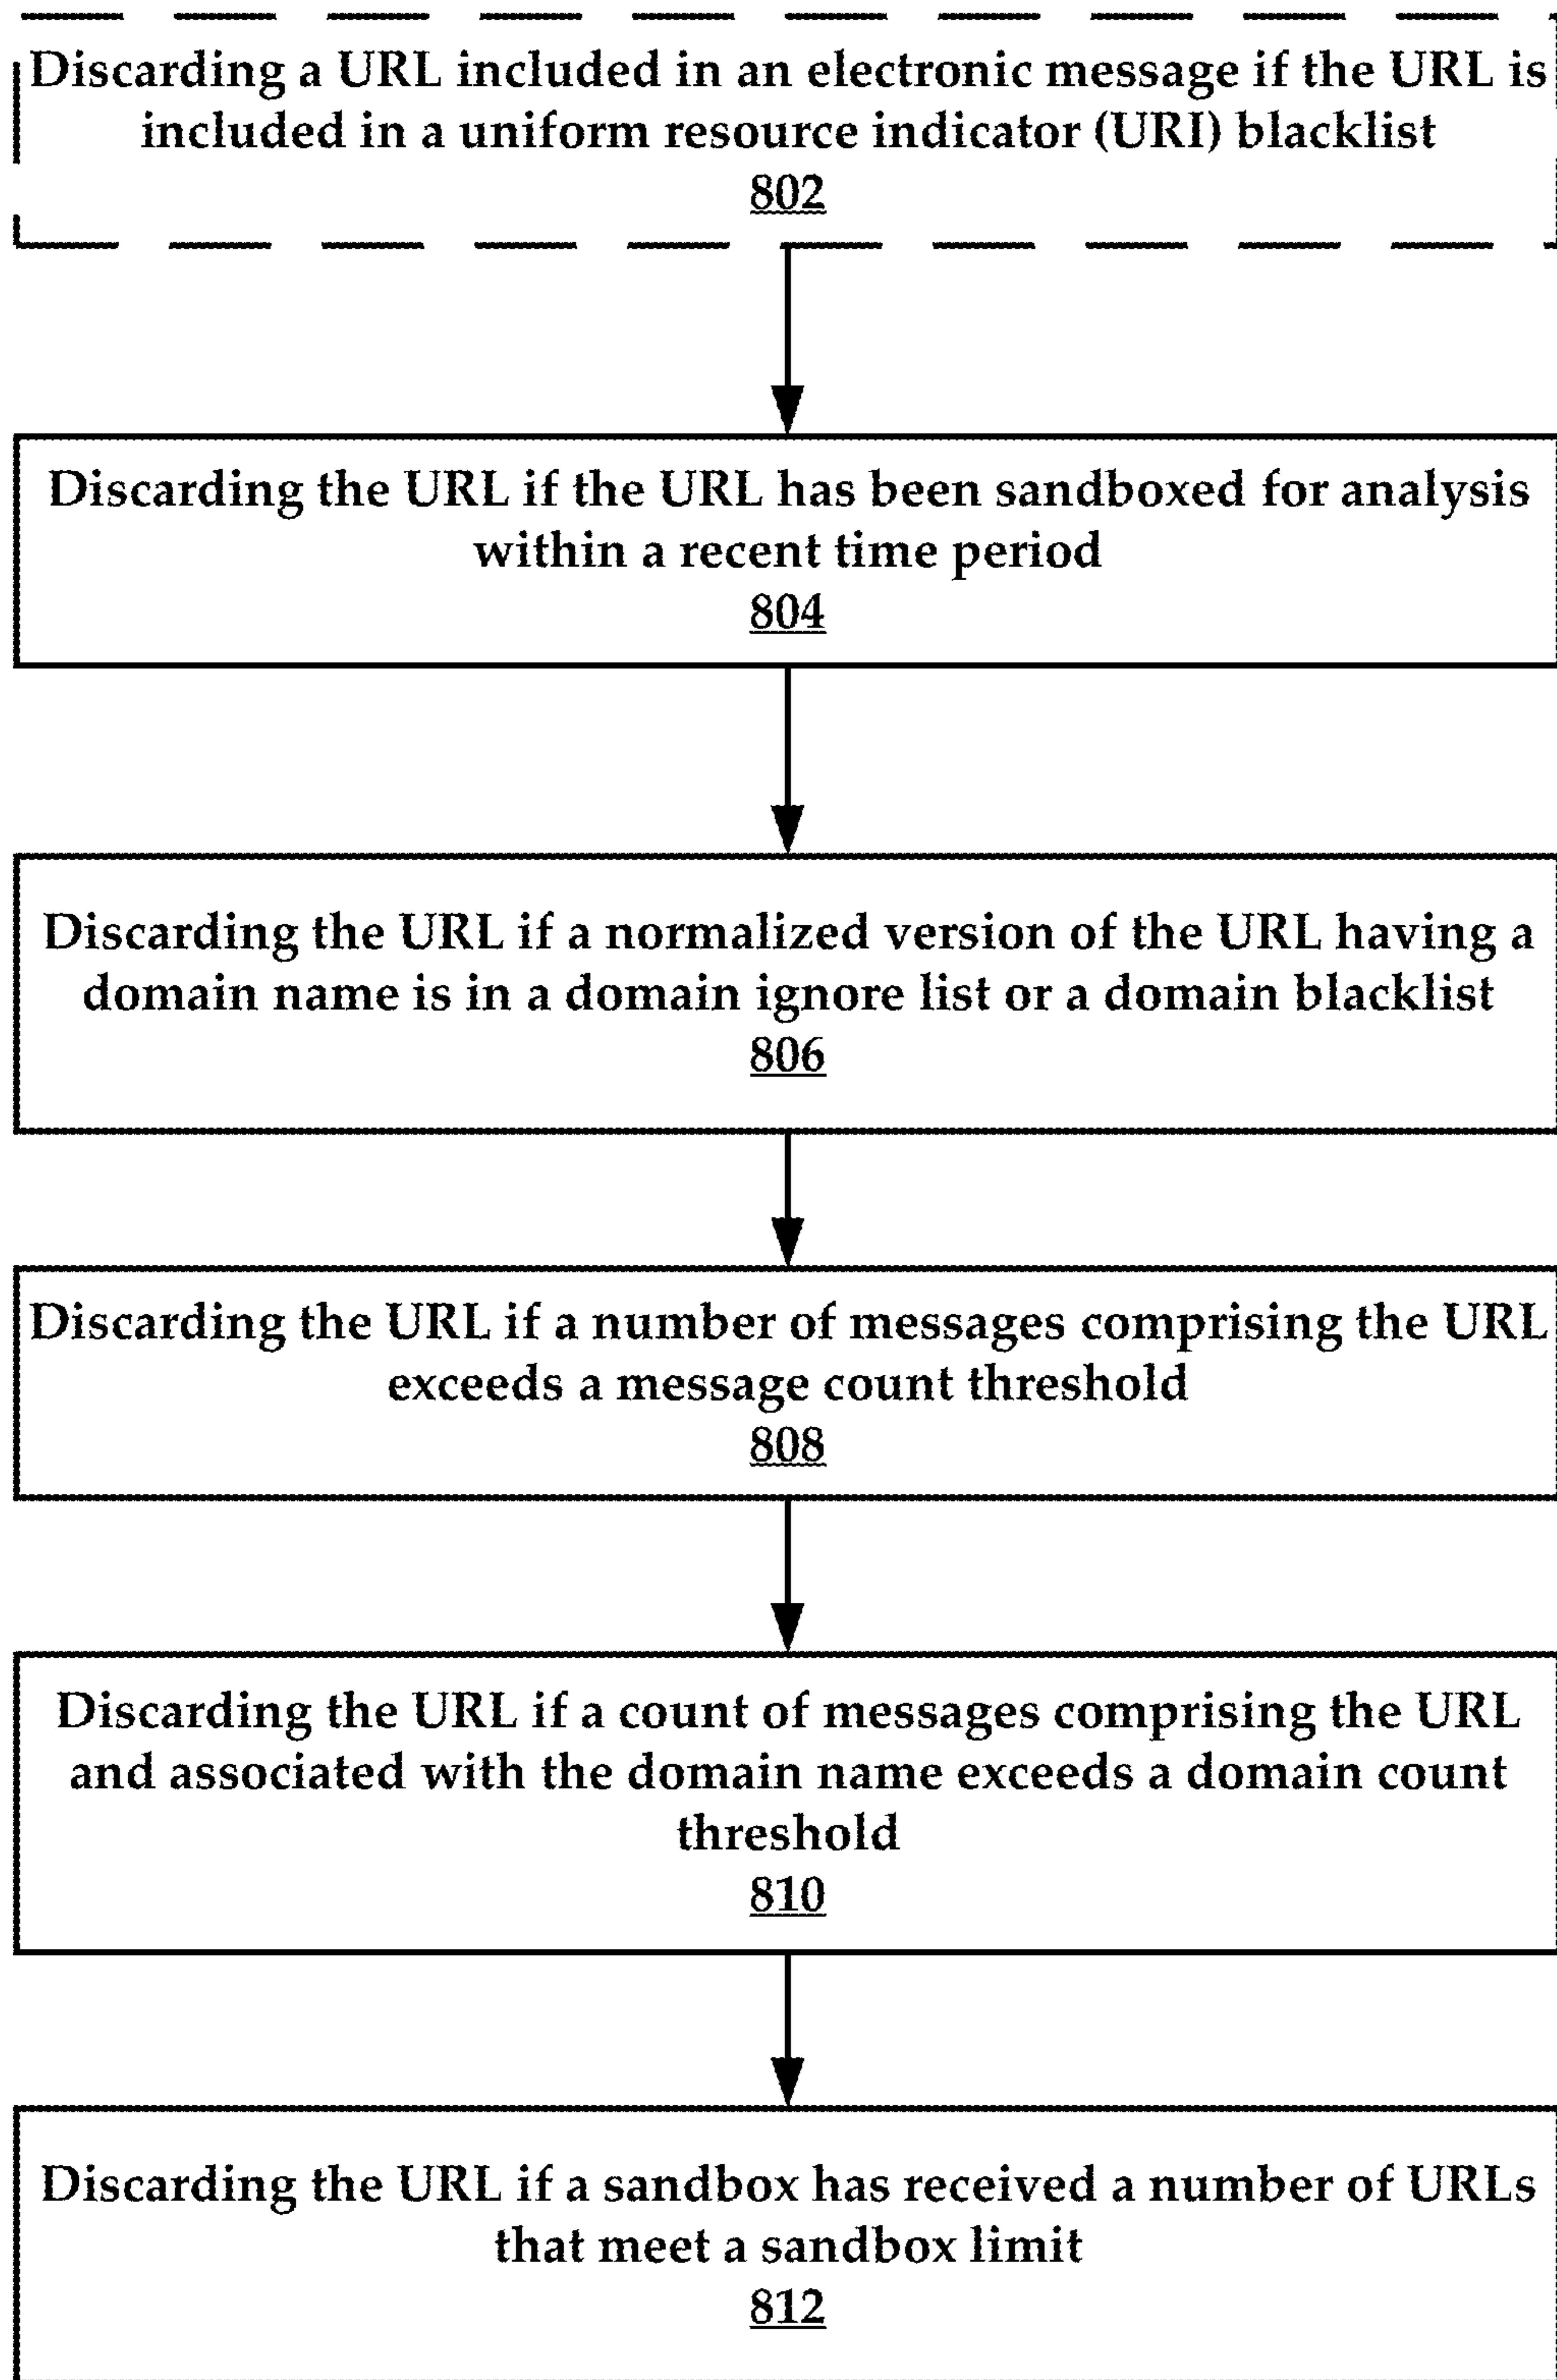 Discarding a URL included in an electronic message if the URL is
included in a uniform resource indicator (URI) blacklist
802
Discarding the URL if the URL has been sandboxed for analysis
within a recent time period
804
Discarding the URL if a normalized version of the URL having a
domain name is in a domain ignore list or a domain blacklist
806
Discarding the URL if a number of messages comprising the URL
exceeds a message count threshold
808
Discarding the URL if a count of messages comprising the URL
and associated with the domain name exceeds a domain count
threshold
810
Discarding the URL if a sandbox has received a number of URLs
that meet a sandbox limit
812